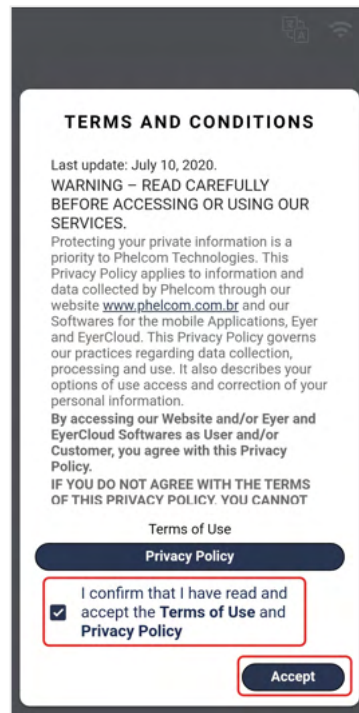 TERMS AND CONDITIONS
Last update: July 10, 2020.
WARNING – READ CAREFULLY
BEFORE ACCESSING OR USING OUR
SERVICES.
Protecting your private information is a
priority to Phelcom Technologies. This
Privacy Policy applies to information and
data collected by Phelcom through our
website www.phelcom.com.br and our
Softwares for the mobile Applications, Eyer
and EyerCloud. This Privacy Policy governs
our practices regarding data collection,
processing and use. It also describes your
options of use access and correction of your
personal information.
By accessing our Website and/or Eyer and
EyerCloud Softwares as User and/or
Customer, you agree with this Privacy
Policy.
IF YOU DO NOT AGREE WITH THE TERMS
OF THIS PRIVACY POLICY, YOU CANNOT
Terms of Use
Privacy Policy
I confirm that I have read and
accept the Terms of Use and
Privacy Policy
Accept